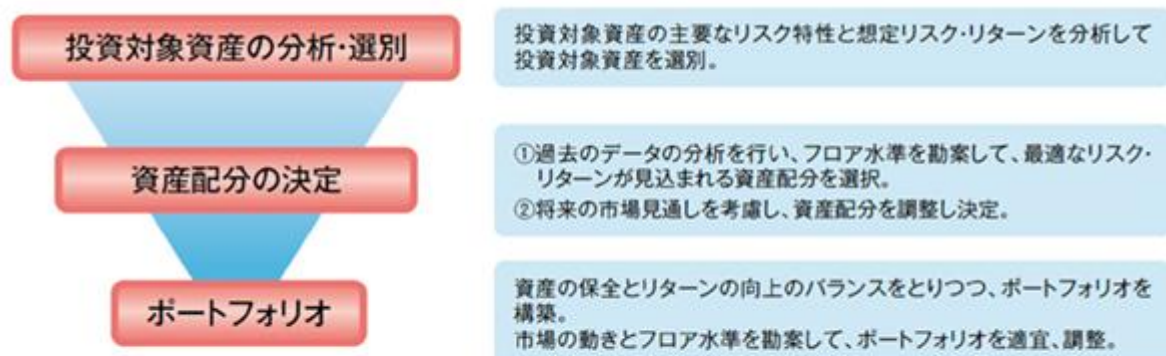 投資対象資産の分析・選別
投資対象資産の主要なリスク特性と想定リスク・リターンを分析して
投資対象資産を選別。
資産配分の決定
①過去のデータの分析を行い、フロア水準を勘案して、最適なリスク・
リターンが見込まれる資産配分を選択。
②将来の市場見通しを考慮し、資産配分を調整し決定。
ポートフォリオ
資産の保全とリターンの向上のバランスをとりつつ、ポートフォリオを
構築。
市場の動きとフロア水準を勘案して、ポートフォリオを適宜、調整。